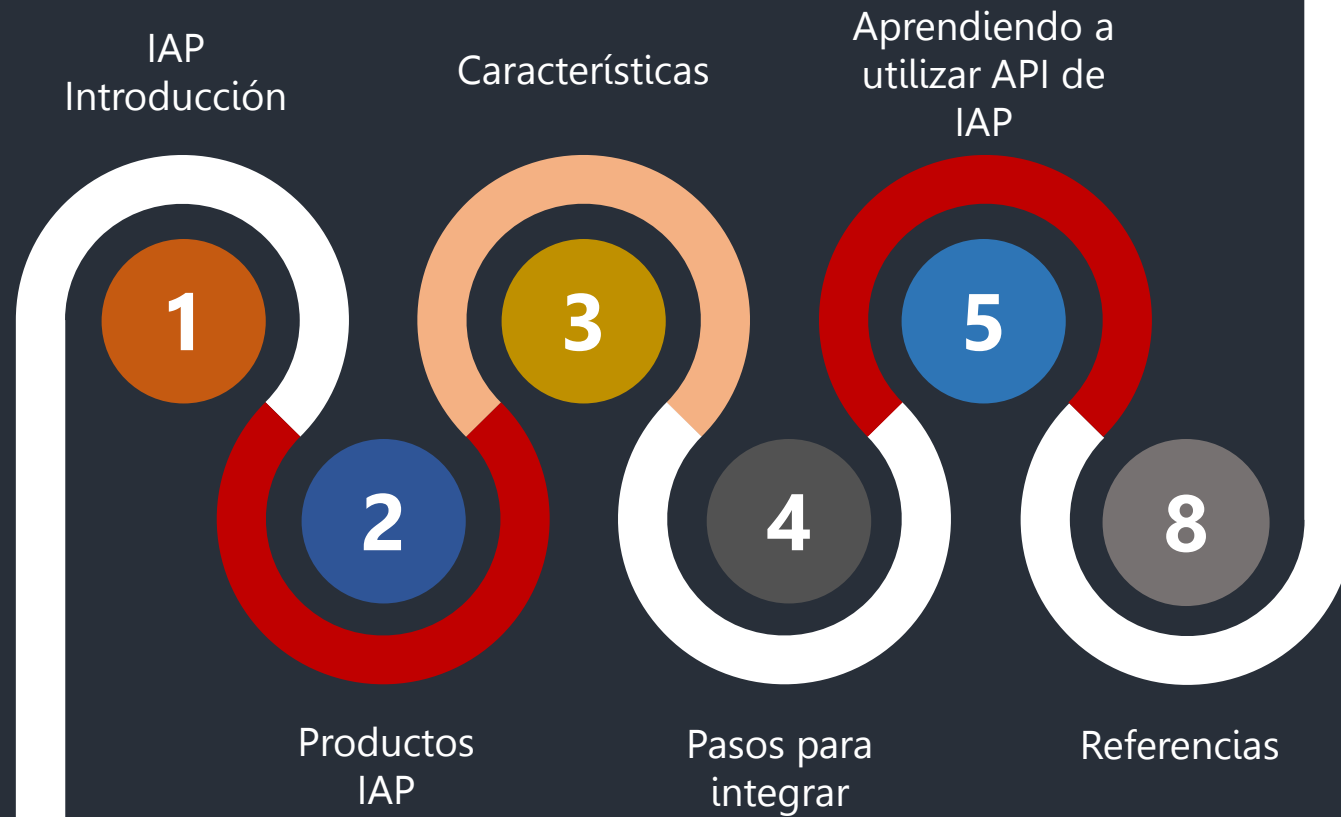 IAP
Introducción
1
Productos
IAP
2
Características
3
Pasos para
integrar
4
Aprendiendo a
utilizar API de
IAP
5
Referencias
8